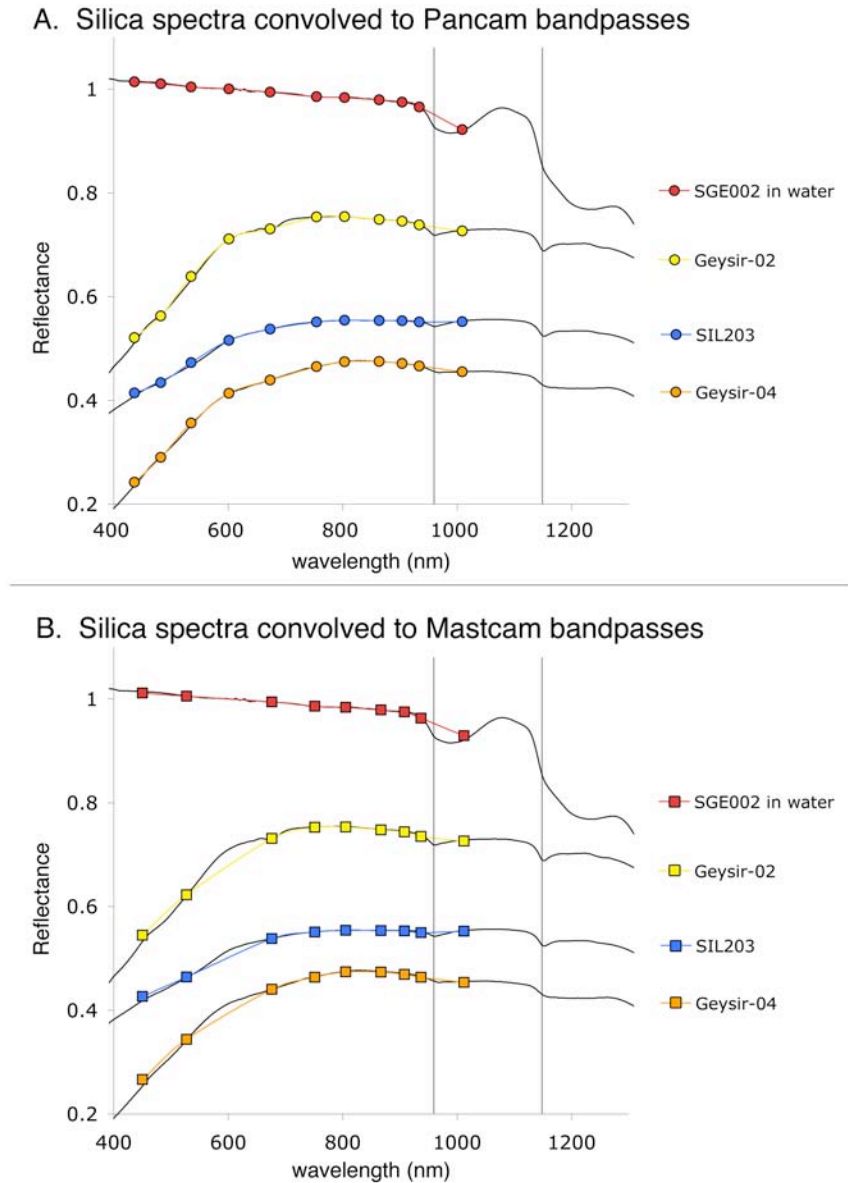 A. Silica spectra convolved to Pancam bandpasses
1
0.8
0.6
0.4
0.2
Reflectance
400 600 800 1000 1200
wavelength (nm)
SGE002 in water
Geysir-02
SIL203
Geysir-04
B. Silica spectra convolved to Mastcam bandpasses
1
0.8
0.6
0.4
0.2
Reflectance
400 600 800 1000 1200
wavelength (nm)
SGE002 in water
Geysir-02
SIL203
Geysir-04